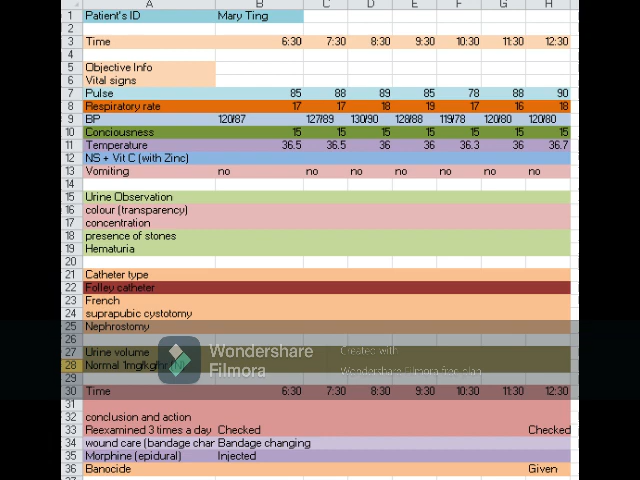 A B C D E F G H
1 Patient's ID Mary Ting
2
3 Time 6:30 7:30 8:30 9:30 10:30 11:30 12:30
4
5 Objective Info
6 Vital signs
7 Pulse 85 88 89 85 78 88 90
8 Respiratory rate 17 17 18 19 17 16 18
9 BP 120/87 127/89 130/90 128/88 119/78 120/80 120/80
10 Conciousness 15 15 15 15 15 15 15
11 Temperature 36.5 36.5 36 36 36.3 36 36.7
12 NS + Vit C (with Zinc)
13 Vomiting no no no no no no no
14
15 Urine Observation
16 colour (transparency)
17 concentration
18 presence of stones
19 Hematuria
20
21 Catheter type
22 Folley catheter
23 French
24 suprapubic cystotomy
25 Nephrostomy
26
27 Urine volume
28 Normal 1mg/kg/hr
29
Wondershare
Filmora
Created with
Wondershare Filmora free plan
30 Time 6:30 7:30 8:30 9:30 10:30 11:30 12:30
31
32 conclusion and action
33 Reexamined 3 times a day Checked Checked
34 wound care (bandage char Bandage changing
35 Morphine (epidural) Injected
36 Banocide Given